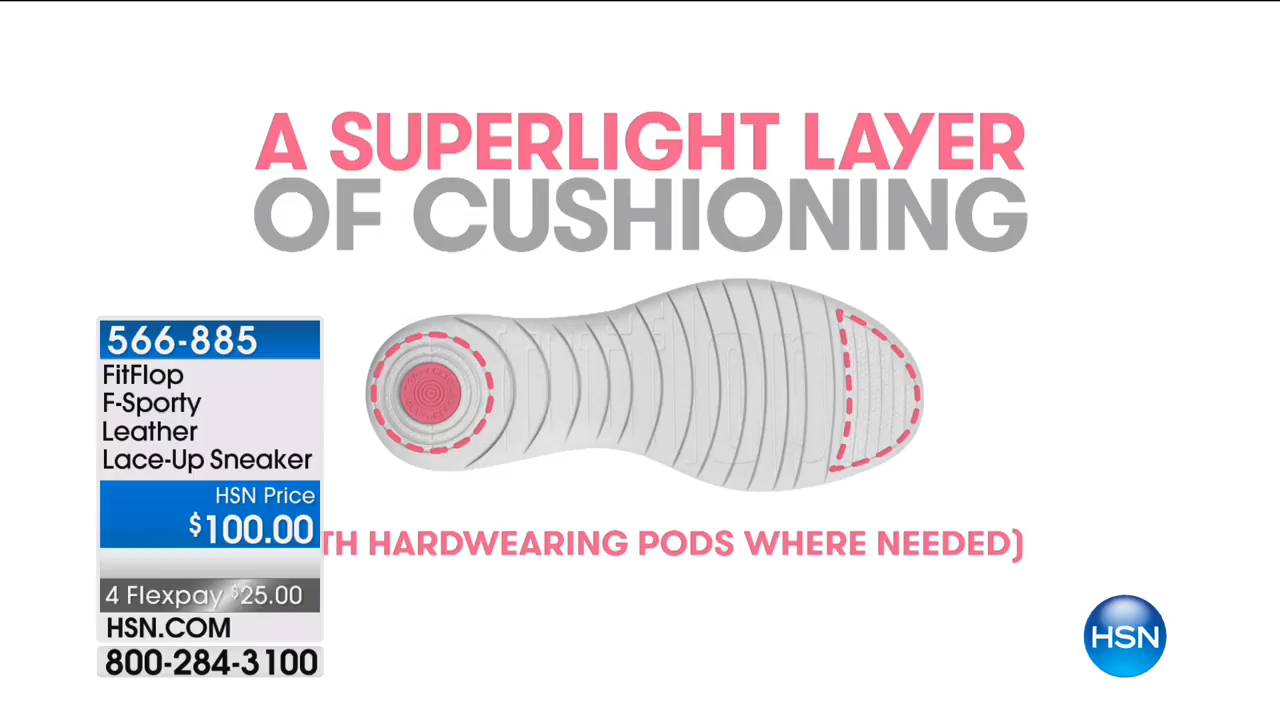 A SUPERLIGHT LAYER
OF CUSHIONING
fitflop
566-885
FitFlop
F-Sporty
Leather
Lace-Up Sneaker
HSN Price
$100.00
TH HARDWEARING PODS WHERE NEEDED)
4 Flexpay $25.00
HSN.COM
800-284-3100
HSN